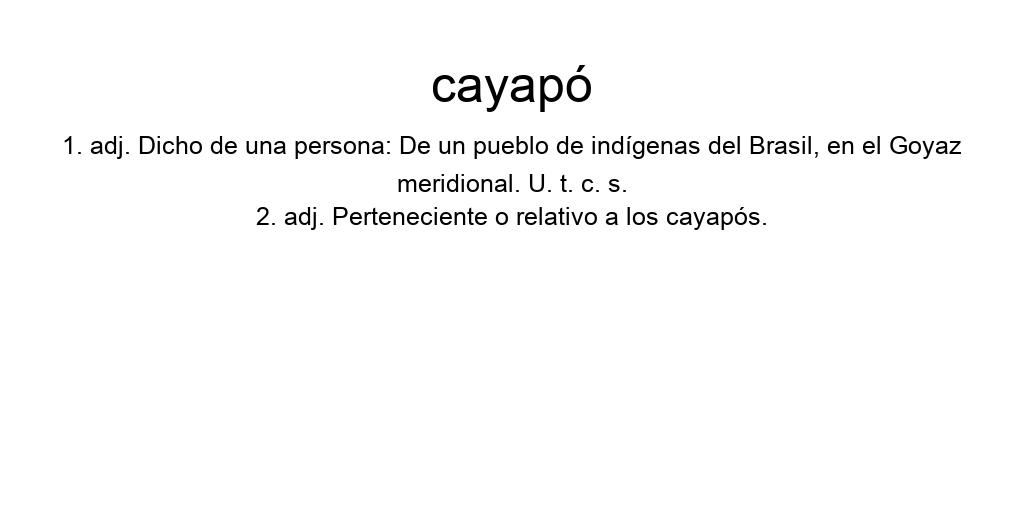 cayapó
1. adj. Dicho de una persona: De un pueblo de indígenas del Brasil, en el Goyaz
meridional. U. t. c. s.
2. adj. Perteneciente o relativo a los cayapós.